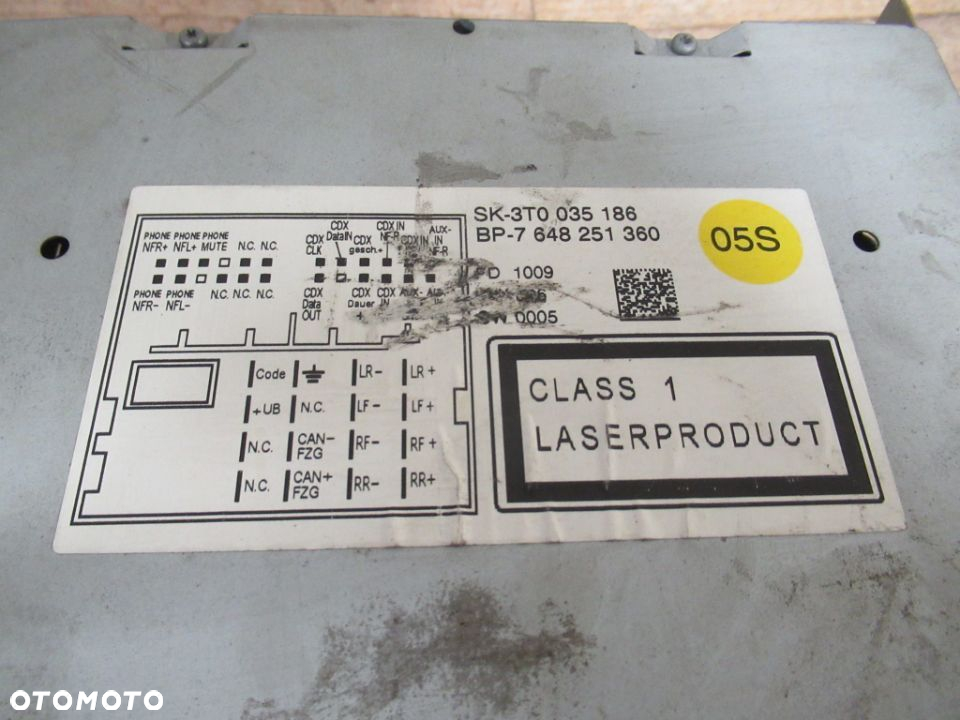 SK-3T0 035 186
BP-7 648 251 360
05S
1009
0005
PHONE PHONE PHONE
NFR+ NFL+ MUTE N.C. N.C.
CDX CLK
CDX DataIN
CDX gesch.+
CDX IN NF-R
CDX IN
AUX-IN NF-R
PHONE PHONE
NFR- NFL-
N.C. N.C. N.C.
CDX Data OUT
CDX Dauer +
CDX IN
AUX-
Code LR- LR+
+UB N.C. LF- LF+
N.C. CAN- FZG RF- RF+
N.C. CAN+ FZG RR- RR+
CLASS 1
LASERPRODUCT
OTOMOTO